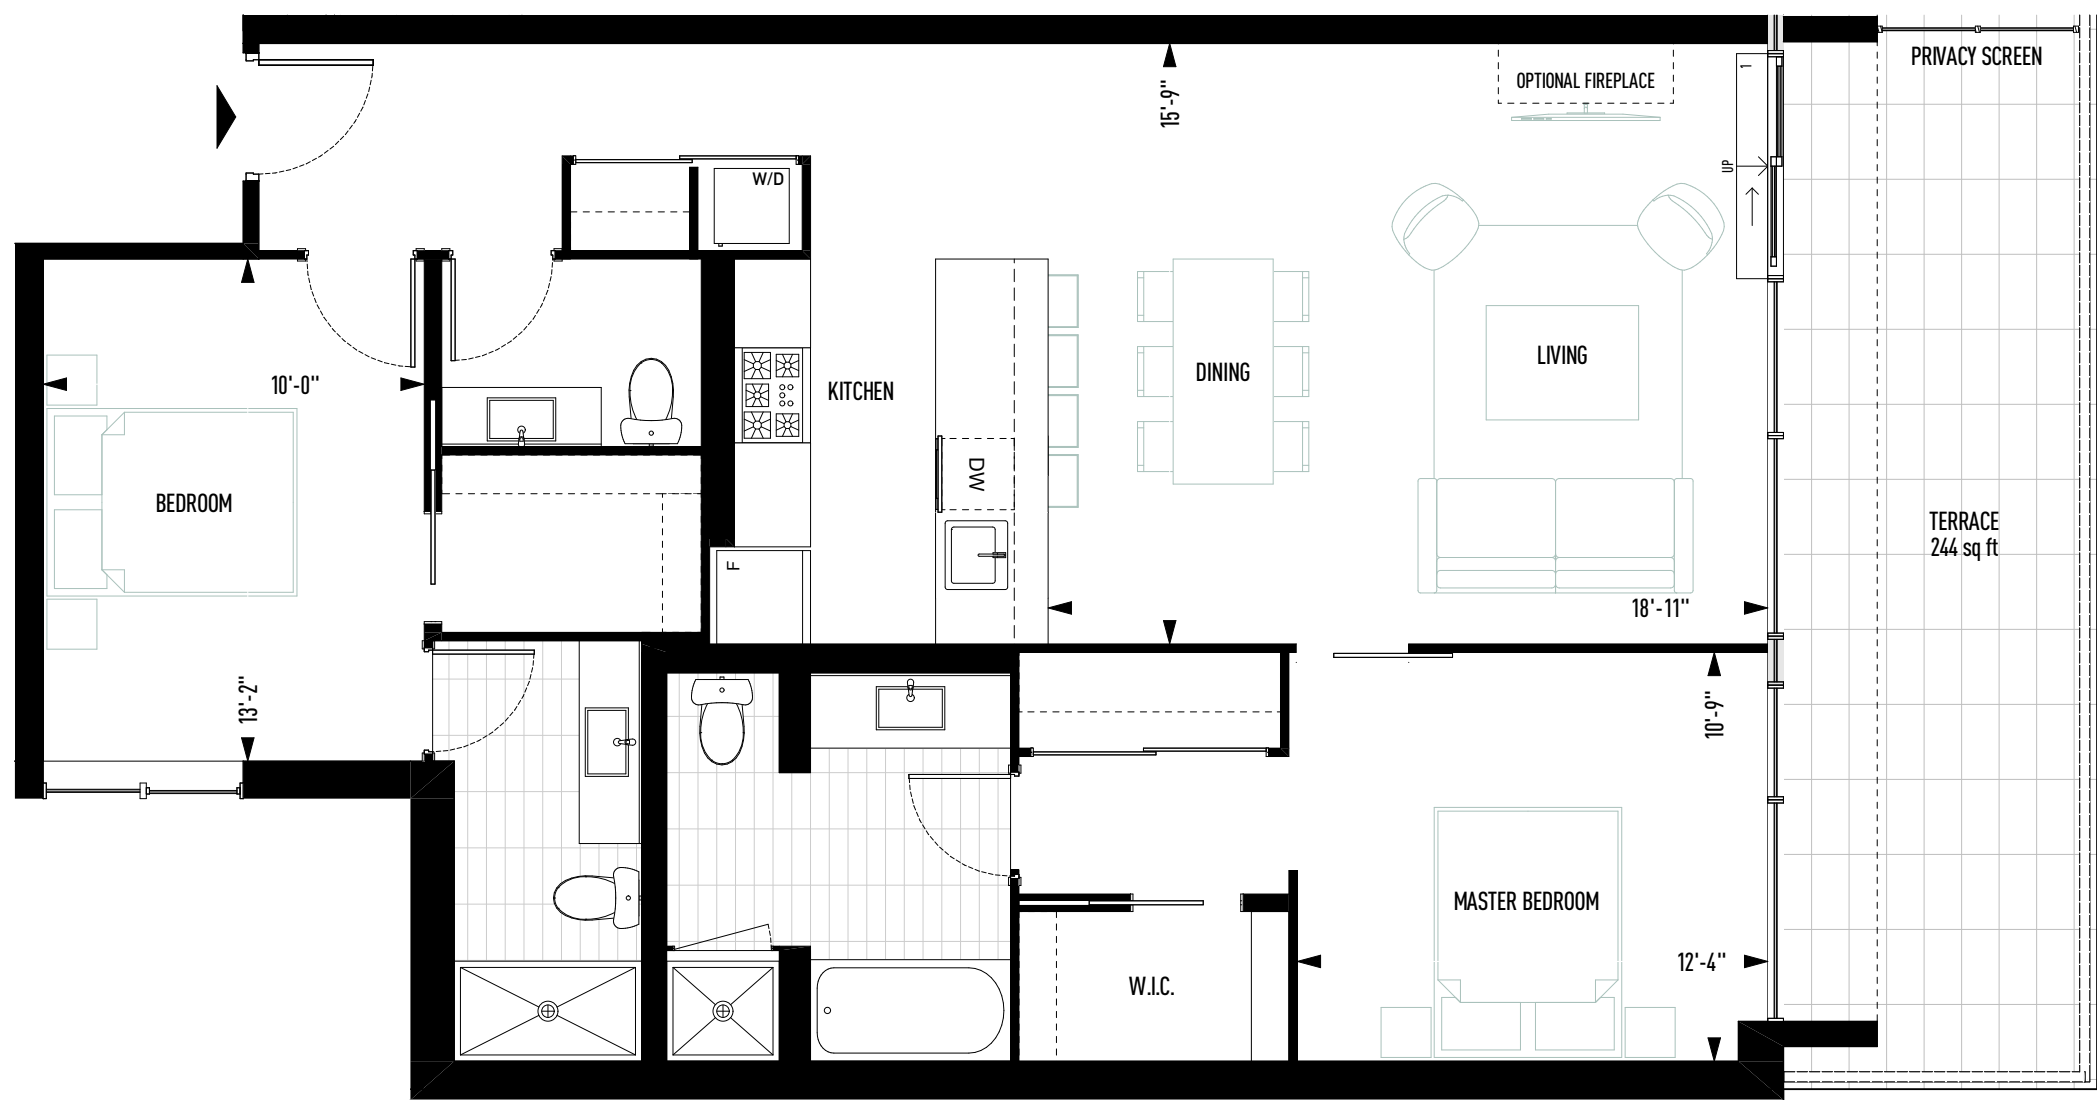 PRIVACY SCREEN
1
OPTIONAL FIREPLACE
15'-9"
UP
W/D
LIVING
DINING
10'-0"
KITCHEN
DW
BEDROOM
TERRACE
244 sq ft
F
18'-11"
13'-2"
10'-9"
MASTER BEDROOM
12'-4"
W.I.C.